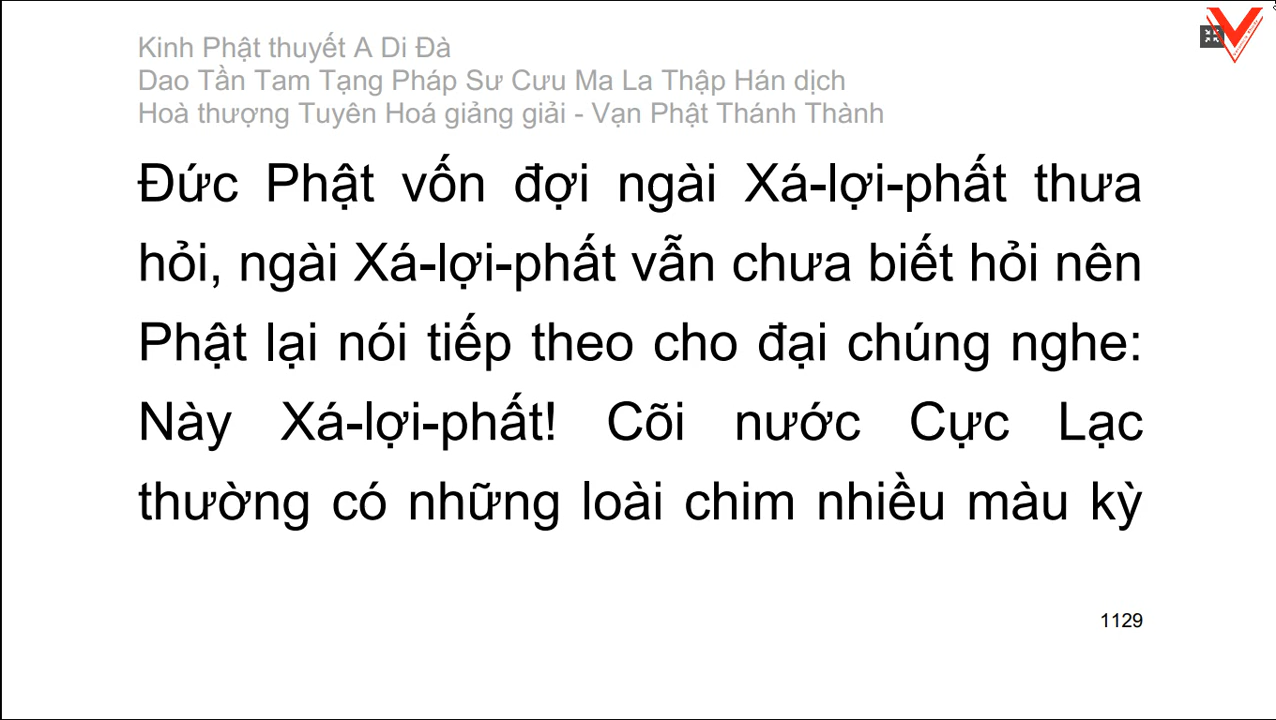 Kinh Phật thuyết A Di Đà
Dao Tần Tam Tạng Pháp Sư Cưu Ma La Thập Hán dịch
Hoà thượng Tuyên Hoá giảng giải - Vạn Phật Thánh Thành
Đức Phật vốn đợi ngài Xá-lợi-phất thưa
hỏi, ngài Xá-lợi-phất vẫn chưa biết hỏi nên
Phật lại nói tiếp theo cho đại chúng nghe:
Này Xá-lợi-phất! Cõi nước Cực Lạc
thường có những loài chim nhiều màu kỳ
1129